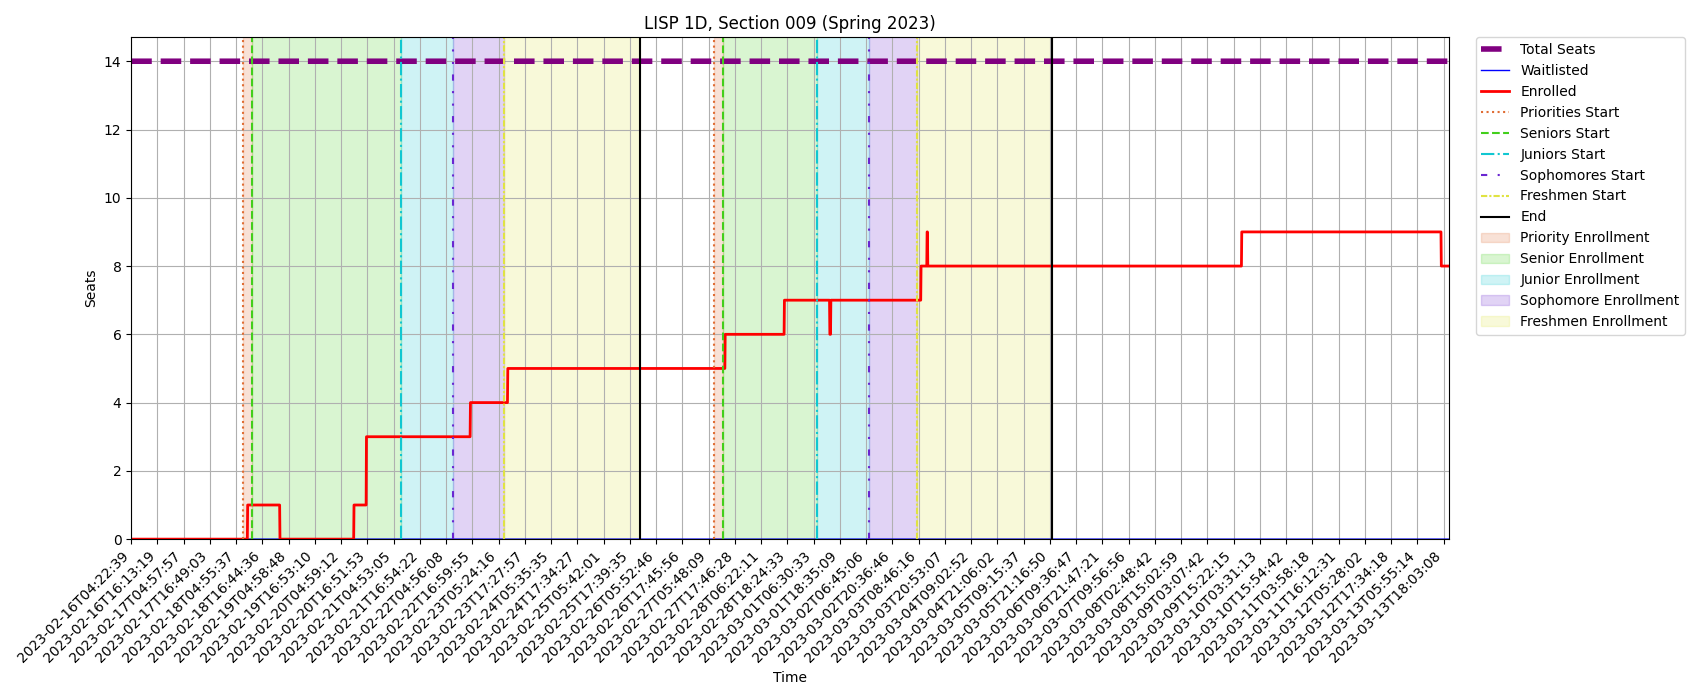 LISP 1D, Section 009 (Spring 2023)
Seats
14
12
10
8
6
4
2
0
2023-02-16T04:22:39
2023-02-16T16:13:19
2023-02-17T04:57:57
2023-02-17T16:49:03
2023-02-18T04:55:37
2023-02-18T16:44:36
2023-02-19T04:58:48
2023-02-19T16:53:10
2023-02-20T04:59:12
2023-02-20T16:51:53
2023-02-21T04:53:05
2023-02-21T16:54:22
2023-02-22T04:56:08
2023-02-22T16:59:55
2023-02-23T05:24:16
2023-02-23T17:27:57
2023-02-24T05:35:35
2023-02-24T17:34:27
2023-02-25T05:42:01
2023-02-25T17:39:35
2023-02-26T05:52:46
2023-02-26T17:45:56
2023-02-27T05:48:09
2023-02-27T17:46:28
2023-02-28T06:22:11
2023-02-28T18:24:33
2023-03-01T06:30:33
2023-03-01T18:35:09
2023-03-02T06:45:06
2023-03-02T20:36:46
2023-03-03T08:46:16
2023-03-03T20:53:07
2023-03-04T09:02:52
2023-03-04T21:06:02
2023-03-05T09:15:37
2023-03-05T21:16:50
2023-03-06T09:36:47
2023-03-06T21:47:21
2023-03-07T09:56:56
2023-03-08T02:48:42
2023-03-08T15:02:59
2023-03-09T03:07:42
2023-03-09T15:22:15
2023-03-10T03:31:13
2023-03-10T15:54:42
2023-03-11T03:58:18
2023-03-11T16:12:31
2023-03-12T05:28:02
2023-03-12T17:34:18
2023-03-13T05:55:14
2023-03-13T18:03:08
Time
Total Seats
Waitlisted
Enrolled
Priorities Start
Seniors Start
Juniors Start
Sophomores Start
Freshmen Start
End
Priority Enrollment
Senior Enrollment
Junior Enrollment
Sophomore Enrollment
Freshmen Enrollment